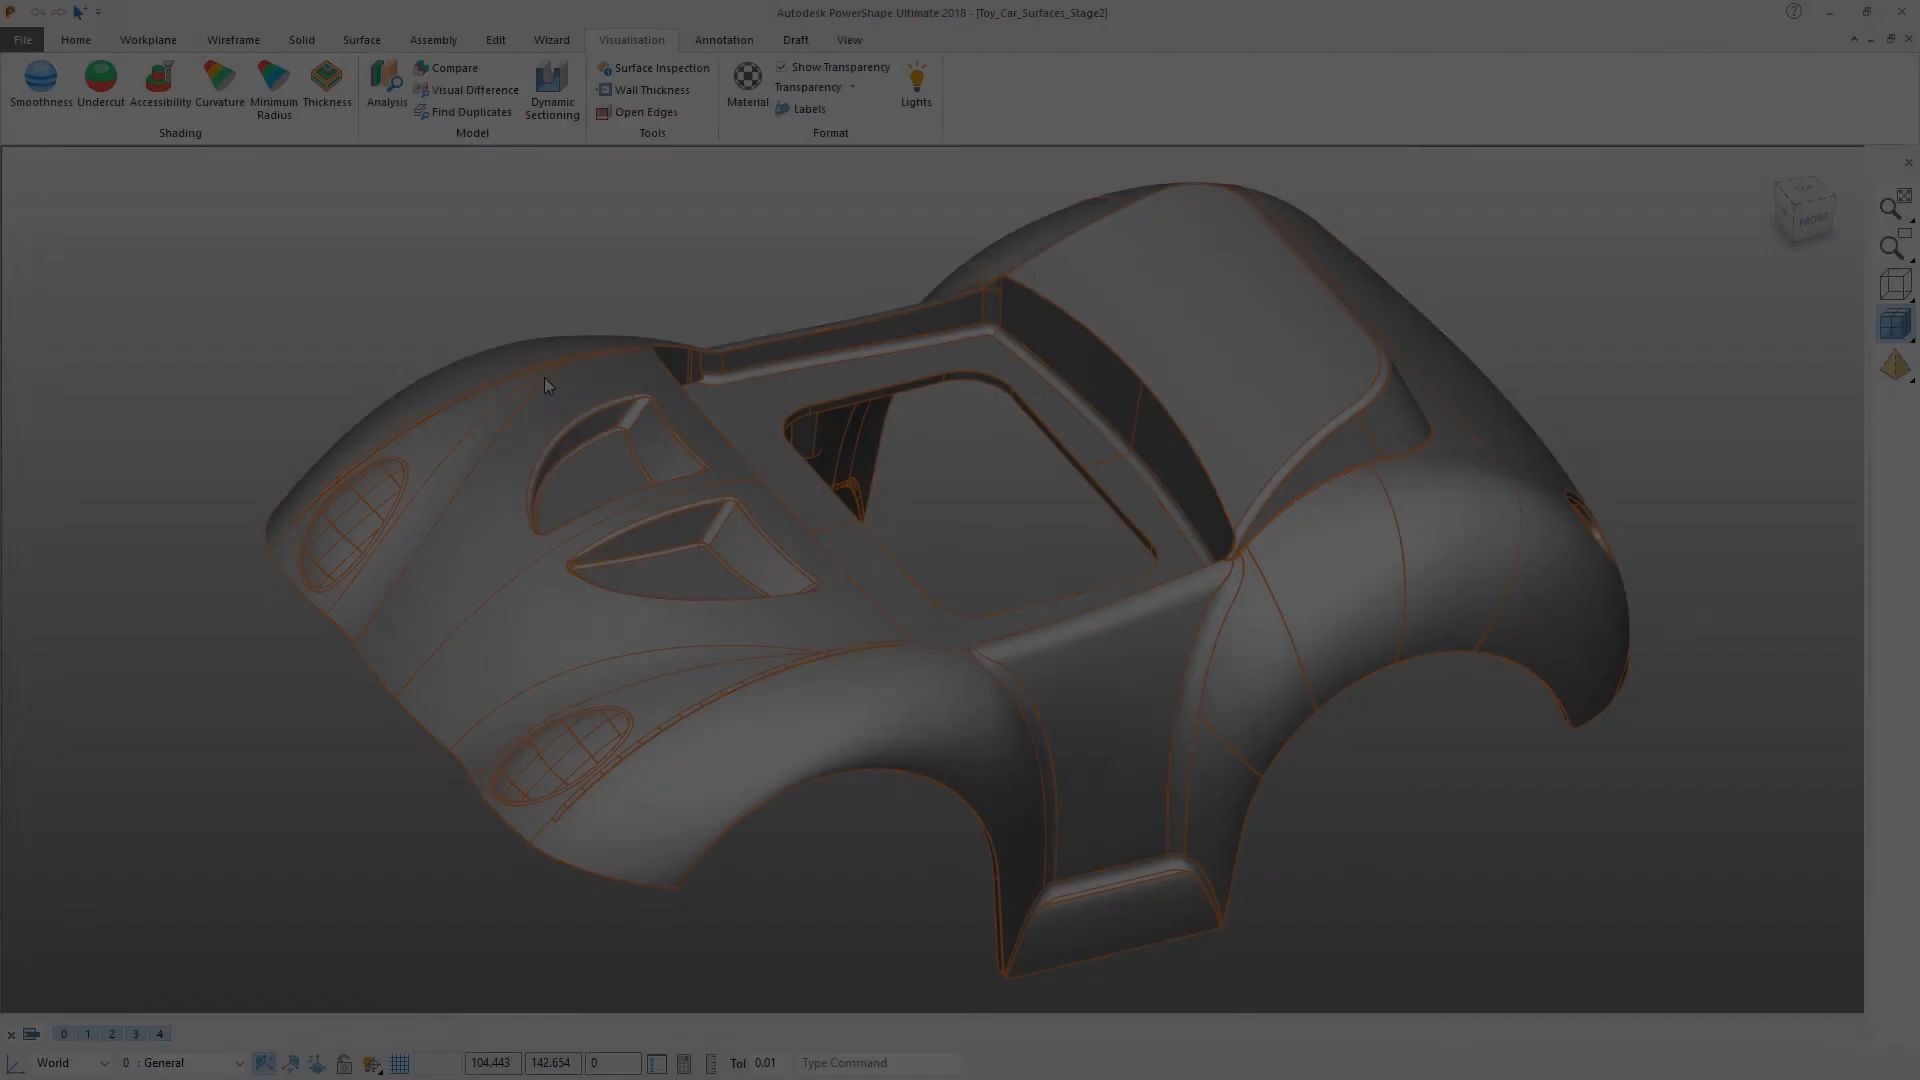 Autodesk PowerShape Ultimate 2018 - [Toy_Car_Surfaces_Stage2]
File Home Workplane Wireframe Solid Surface Assembly Edit Wizard Visualisation Annotation Draft View
Smoothness Undercut Accessibility Curvature Minimum Radius Thickness
Shading
Analysis Compare Visual Difference Find Duplicates Dynamic Sectioning
Model
Surface Inspection
Wall Thickness
Open Edges
Tools
Material Show Transparency Transparency Labels Lights
Format
TOP
FRONT
0 1 2 3 4
World 0 : General 104.443 142.654 0 Tol 0.01 Type Command